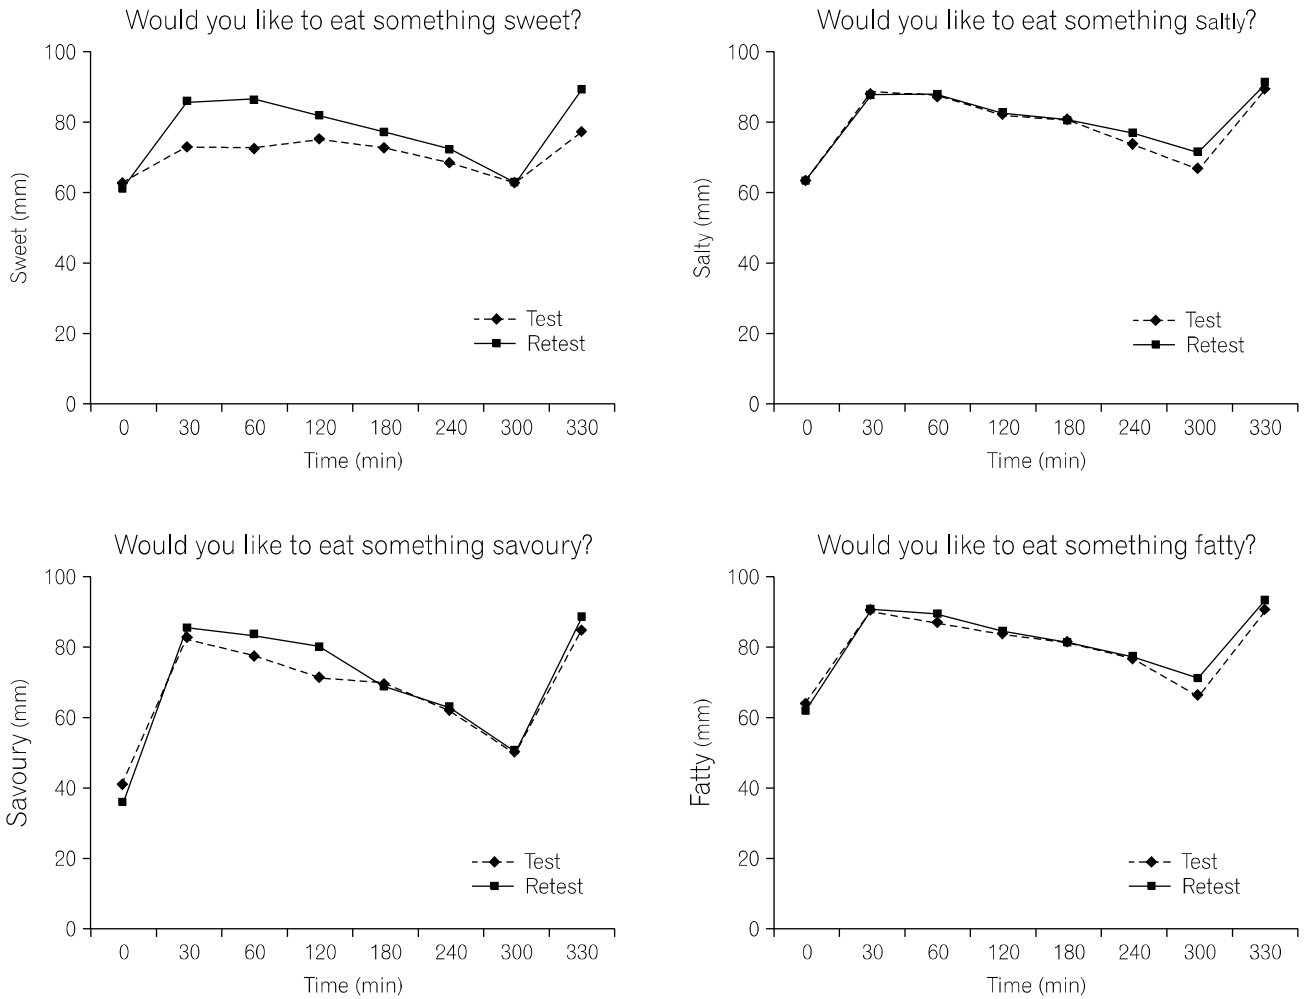 Would you like to eat something sweet?
100
80
60
40
20
0
Sweet (mm)
Test
Retest
0 30 60 120 180 240 300 330
Time (min)
Would you like to eat something saltly?
100
80
60
40
20
0
Salty (mm)
Test
Retest
0 30 60 120 180 240 300 330
Time (min)
Would you like to eat something savoury?
100
80
60
40
20
0
Savoury (mm)
Test
Retest
0 30 60 120 180 240 300 330
Time (min)
Would you like to eat something fatty?
100
80
60
40
20
0
Fatty (mm)
Test
Retest
0 30 60 120 180 240 300 330
Time (min)